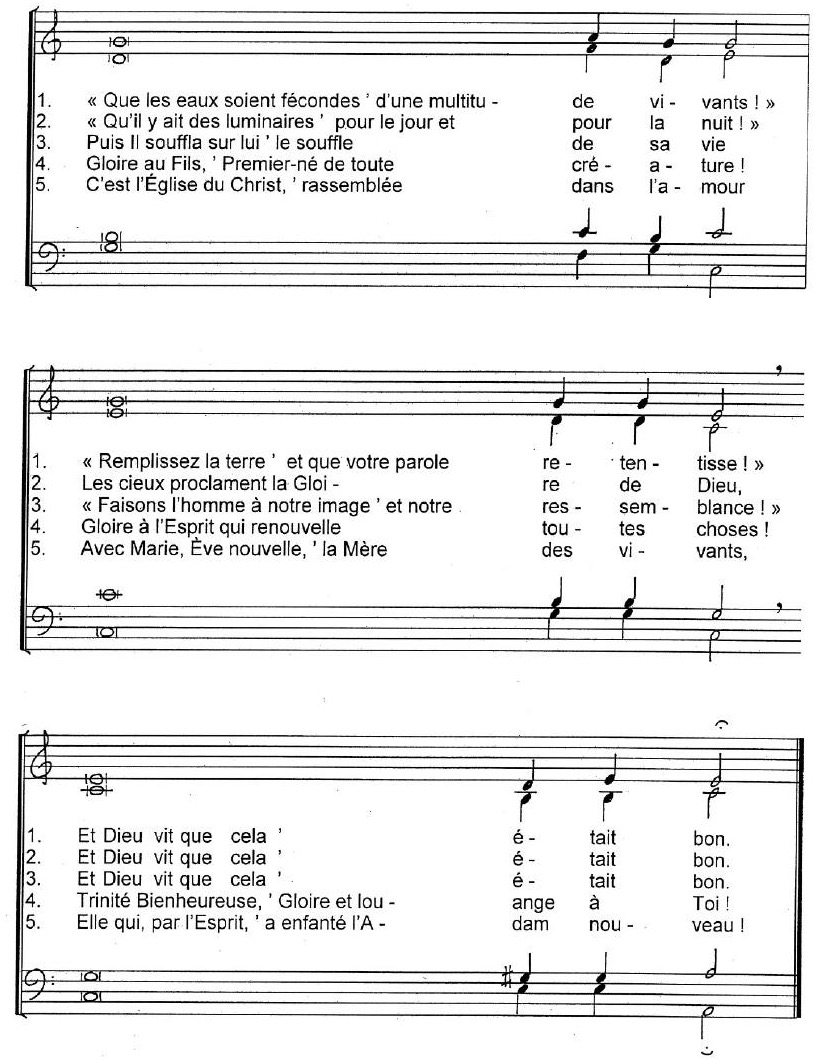 1. « Que les eaux soient fécondes ’ d'une multitu - de vi - vants ! »
2. « Qu'il y ait des luminaires ’ pour le jour et pour la nuit ! »
3. Puis Il souffla sur lui ’ le souffle de sa vie
4. Gloire au Fils, ’ Premier-né de toute cré - a - ture !
5. C'est l'Église du Christ, ’ rassemblée dans l'a - mour
1. « Remplissez la terre ’ et que votre parole re - ten - tisse ! »
2. Les cieux proclament la Gloi - re de Dieu,
3. « Faisons l'homme à notre image ’ et notre res - sem - blance ! »
4. Gloire à l'Esprit qui renouvelle tou - tes choses !
5. Avec Marie, Ève nouvelle, ’ la Mère des vi - vants,
1. Et Dieu vit que cela ’ é - tait bon.
2. Et Dieu vit que cela ’ é - tait bon.
3. Et Dieu vit que cela ’ é - tait bon.
4. Trinité Bienheureuse, ’ Gloire et lou - ange à Toi !
5. Elle qui, par l'Esprit, ’ a enfanté l'A - dam nou - veau !